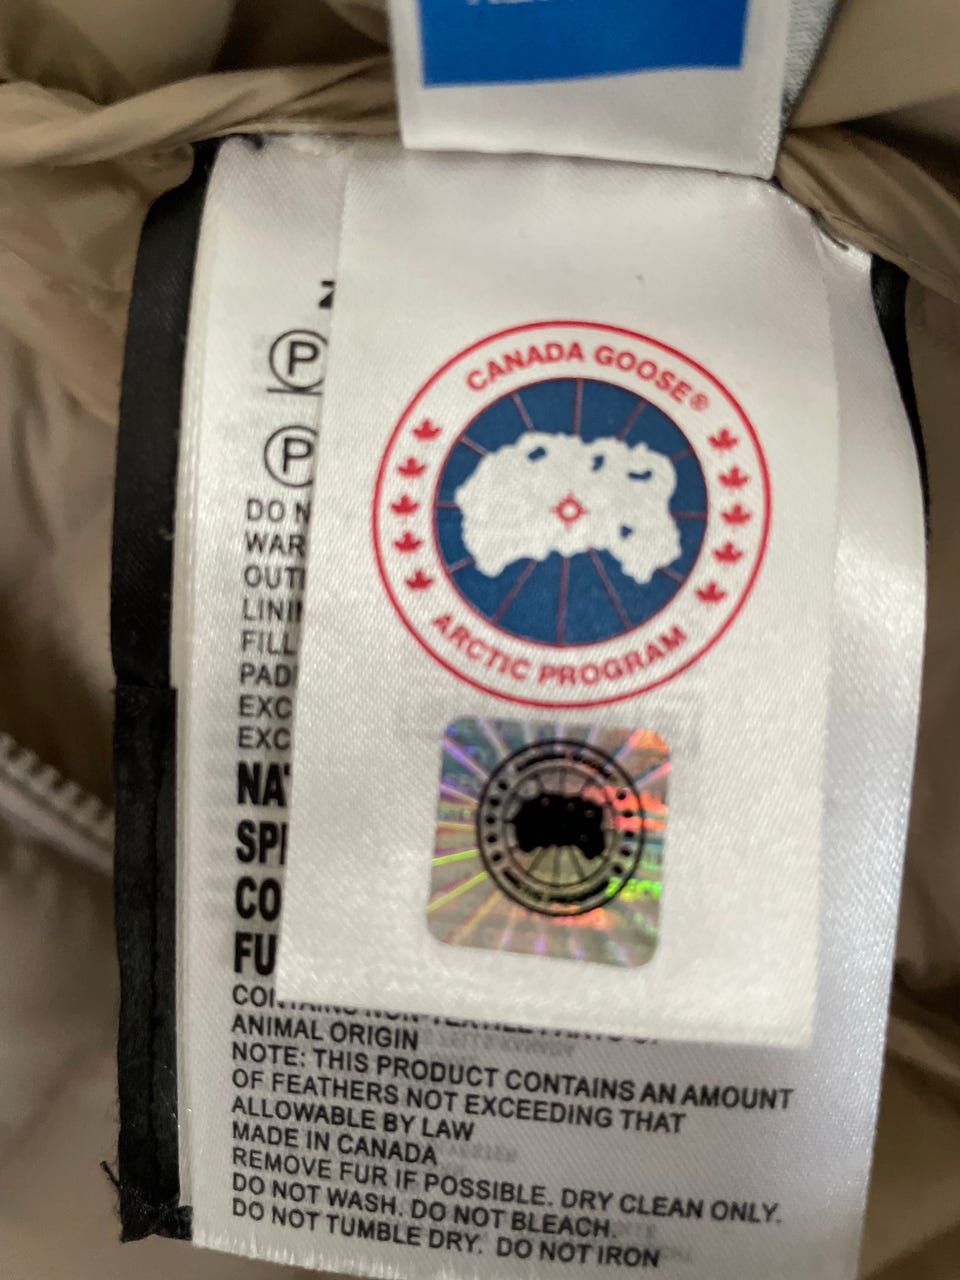 CANADA GOOSE®
ARCTIC PROGRAM
P
P
DO N
WAR
OUT
LINI
FILL
PAD
EXC
EXC
NA
SPE
CO
FU
ANIMAL ORIGIN
NOTE: THIS PRODUCT CONTAINS AN AMOUNT
OF FEATHERS NOT EXCEEDING THAT
ALLOWABLE BY LAW
MADE IN CANADA
REMOVE FUR IF POSSIBLE. DRY CLEAN ONLY.
DO NOT WASH. DO NOT BLEACH.
DO NOT TUMBLE DRY. DO NOT IRON